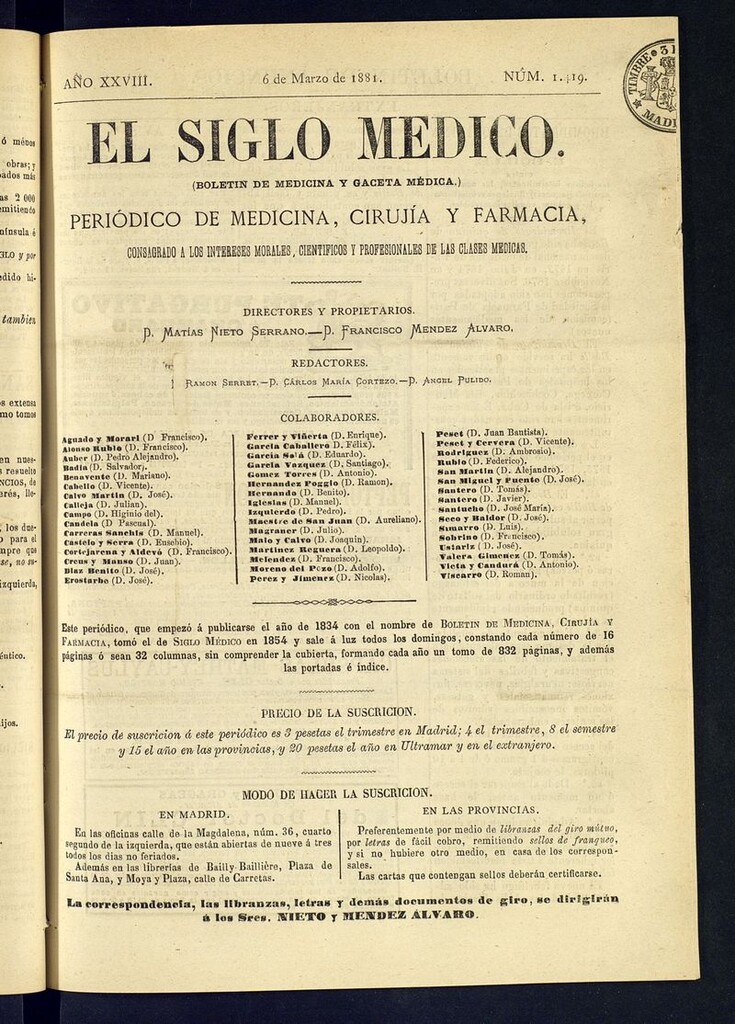 AÑO XXVIII.
6 de Marzo de 1881.
NÚM. 1.419.
TIMBRE
31
MADI
EL SIGLO MEDICO.
(BOLETIN DE MEDICINA Y GACETA MÉDICA.)
PERIÓDICO DE MEDICINA, CIRUJÍA Y FARMACIA,
CONSAGRADO A LOS INTERESES MORALES, CIENTIFICOS Y PROFESIONALES DE LAS CLASES MEDICAS.
DIRECTORES Y PROPIETARIOS.
D. MATÍAS NIETO SERRANO.—D. FRANCISCO MENDEZ ALVARO.
REDACTORES.
RAMON SERRET.—D. CÁRLOS MARÍA CORTEZO.—D. ANGEL PULIDO.
COLABORADORES.
Aguado y Morari (D Francisco).
Alonso Rubio (D. Francisco).
Auber (D. Pedro Alejandro).
Badia (D. Salvador).
Benavente (D. Mariano).
Cabello (D. Vicente).
Calvo Martin (D. José).
Calleja (D. Julian).
Campo (D. Higinio del).
Candela (D Pascual).
Carreras Sanchis (D. Manuel).
Castelo y Serra (D. Eusebio).
Cortejarena y Aldevó (D. Francisco).
Creus y Manso (D. Juan).
Diaz Benito (D. José).
Erostarbe (D. José).
Ferrer y Viñerta (D. Enrique).
García Caballero (D. Félix).
García Solá (D. Eduardo).
García Vazquez (D. Santiago).
Gomez Torres (D. Antonio).
Hernandez Poggio (D. Ramon).
Hernando (D. Benito).
Iglesias (D. Manuel).
Izquierdo (D. Pedro).
Maestre de San Juan (D. Aureliano).
Magraner (D. Julio).
Malo y Calvo (D. Joaquin).
Martinez Reguera (D. Leopoldo).
Melendez (D. Francisco).
Moreno del Pozo (D. Adolfo).
Perez y Jimenez (D. Nicolas).
Peset (D. Juan Bautista).
Peset y Cervera (D. Vicente).
Rodriguez (D. Ambrosio).
Rubio (D. Federico).
San Martin (D. Alejandro).
San Miguel y Puente (D. José).
Santero (D. Tomás).
Santero (D. Javier).
Santucho (D. José María).
Seco y Baldor (D. José).
Simarro (D. Luis).
Sobrino (D. Francisco).
Ustariz (D. José).
Valera Gimenez (D. Tomás).
Vieta y Candurá (D. Antonio).
Viscarro (D. Roman).
Este periódico, que empezó á publicarse el año de 1834 con el nombre de BOLETIN DE MEDICINA, CIRUJÍA Y
FARMACIA, tomó el de SIGLO MÉDICO en 1854 y sale á luz todos los domingos, constando cada número de 16
páginas ó sean 32 columnas, sin comprender la cubierta, formando cada año un tomo de 832 páginas, y además
las portadas é índice.
PRECIO DE LA SUSCRICION.
El precio de suscricion á este periódico es 3 pesetas el trimestre en Madrid; 4 el trimestre, 8 el semestre
y 15 el año en las provincias, y 20 pesetas el año en Ultramar y en el extranjero.
MODO DE HACER LA SUSCRICION.
EN MADRID.
En las oficinas calle de la Magdalena, núm. 36, cuarto
segundo de la izquierda, que están abiertas de nueve á tres
todos los dias no feriados.
Además en las librerías de Bailly-Baillière, Plaza de
Santa Ana, y Moya y Plaza, calle de Carretas.
EN LAS PROVINCIAS.
Preferentemente por medio de libranzas del giro mútuo,
por letras de fácil cobro, remitiendo sellos de franqueo,
y si no hubiere otro medio, en casa de los correspon-
sales.
Las cartas que contengan sellos deberán certificarse.
La correspondencia, las libranzas, letras y demás documentos de giro, se dirigirán
á los Sres. NIETO y MENDEZ ÁLVARO.